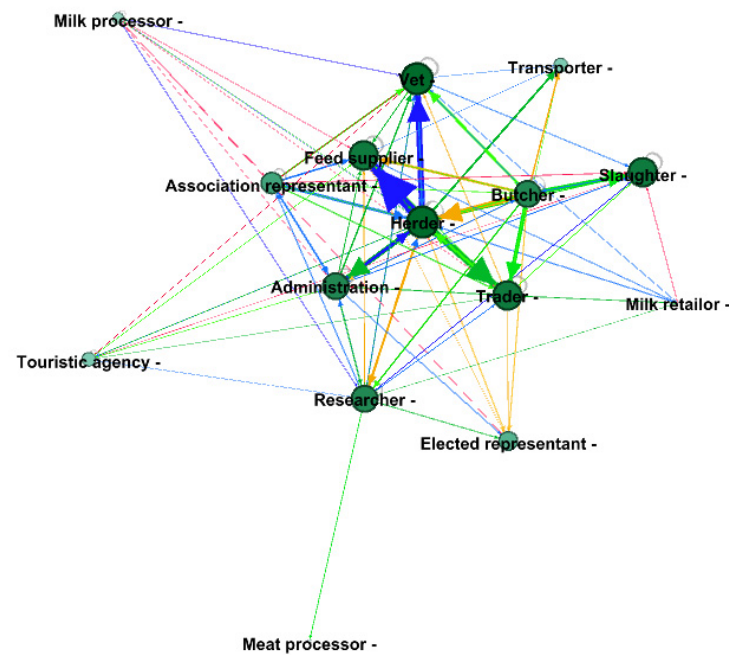 Milk processor -
Vet -
Transporter -
Feed supplier -
Association representant -
Slaughter -
Butcher -
Herder -
Administration -
Trader -
Milk retailor -
Touristic agency -
Researcher -
Elected representant -
Meat processor -